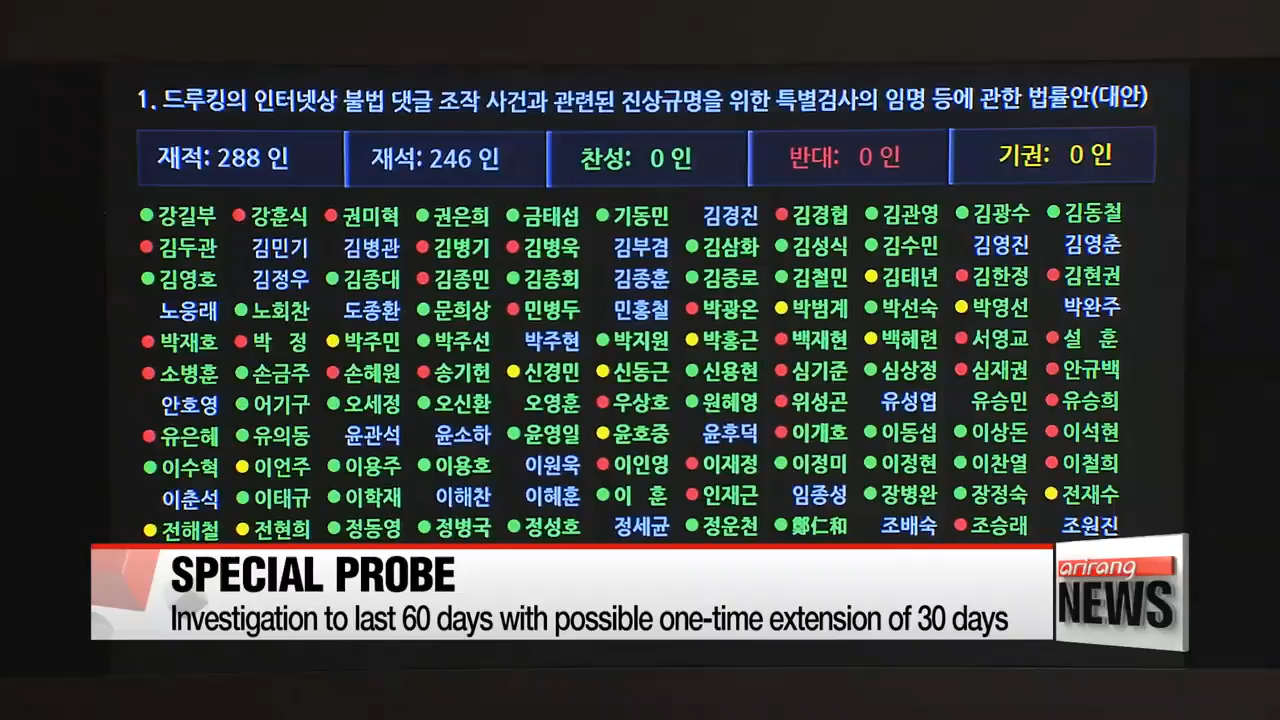 1. 드루킹의 인터넷상 불법 댓글 조작 사건과 관련된 진상규명을 위한 특별검사의 임명 등에 관한 법률안(대안)
재적: 288 인 재석: 246 인 찬성: 0 인 반대: 0 인 기권: 0 인
강길부 강훈식 권미혁 권은희 금태섭 기동민 김경진 김경협 김관영 김광수 김동철
김두관 김민기 김병관 김병기 김병욱 김부겸 김삼화 김성식 김수민 김영진 김영춘
김영호 김정우 김종대 김종민 김종회 김종훈 김중로 김철민 김태년 김한정 김현권
노웅래 노회찬 도종환 문희상 민병두 민홍철 박광온 박범계 박선숙 박영선 박완주
박재호 박 정 박주민 박주선 박주현 박지원 박홍근 백재현 백혜련 서영교 설 훈
소병훈 손금주 손혜원 송기헌 신경민 신동근 신용현 심기준 심상정 심재권 안규백
안호영 어기구 오세정 오신환 오영훈 우상호 원혜영 위성곤 유성엽 유승민 유승희
유은혜 유의동 윤관석 윤소하 윤영일 윤호중 윤후덕 이개호 이동섭 이상돈 이석현
이수혁 이언주 이용주 이용호 이원욱 이인영 이재정 이정미 이정현 이찬열 이철희
이춘석 이태규 이학재 이해찬 이혜훈 이 훈 인재근 임종성 장병완 장정숙 전재수
전해철 전현희 정동영 정병국 정성호 정세균 정운천 鄭仁和 조배숙 조승래 조원진
SPECIAL PROBE
Investigation to last 60 days with possible one-time extension of 30 days
arirang
NEWS